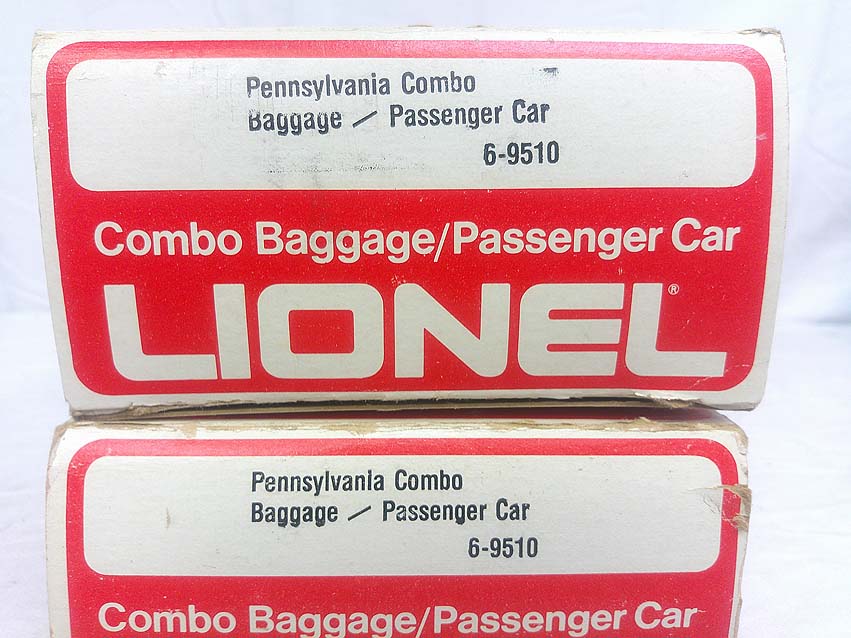 Pennsylvania Combo
Baggage / Passenger Car
6-9510
Combo Baggage/Passenger Car
LIONEL®
Pennsylvania Combo
Baggage / Passenger Car
6-9510
Combo Baggage/Passenger Car